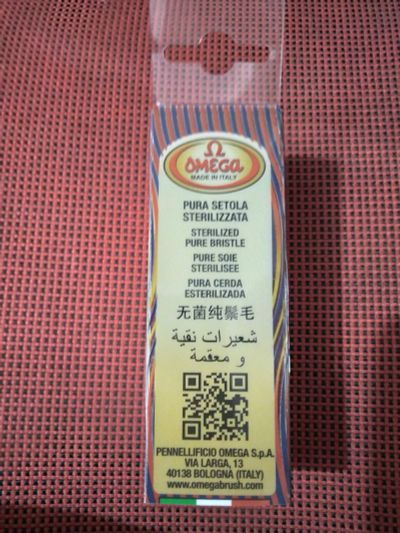 Ω
OMEGA
MADE IN ITALY
PURA SETOLA
STERILIZZATA
STERILIZED
PURE BRISTLE
PURE SOIE
STERILISEE
PURA CERDA
ESTERILIZADA
无菌纯鬃毛
شعيرات نقية
و معقمة
PENNELLIFICIO OMEGA S.p.A.
VIA LARGA, 13
40138 BOLOGNA (ITALY)
www.omegabrush.com